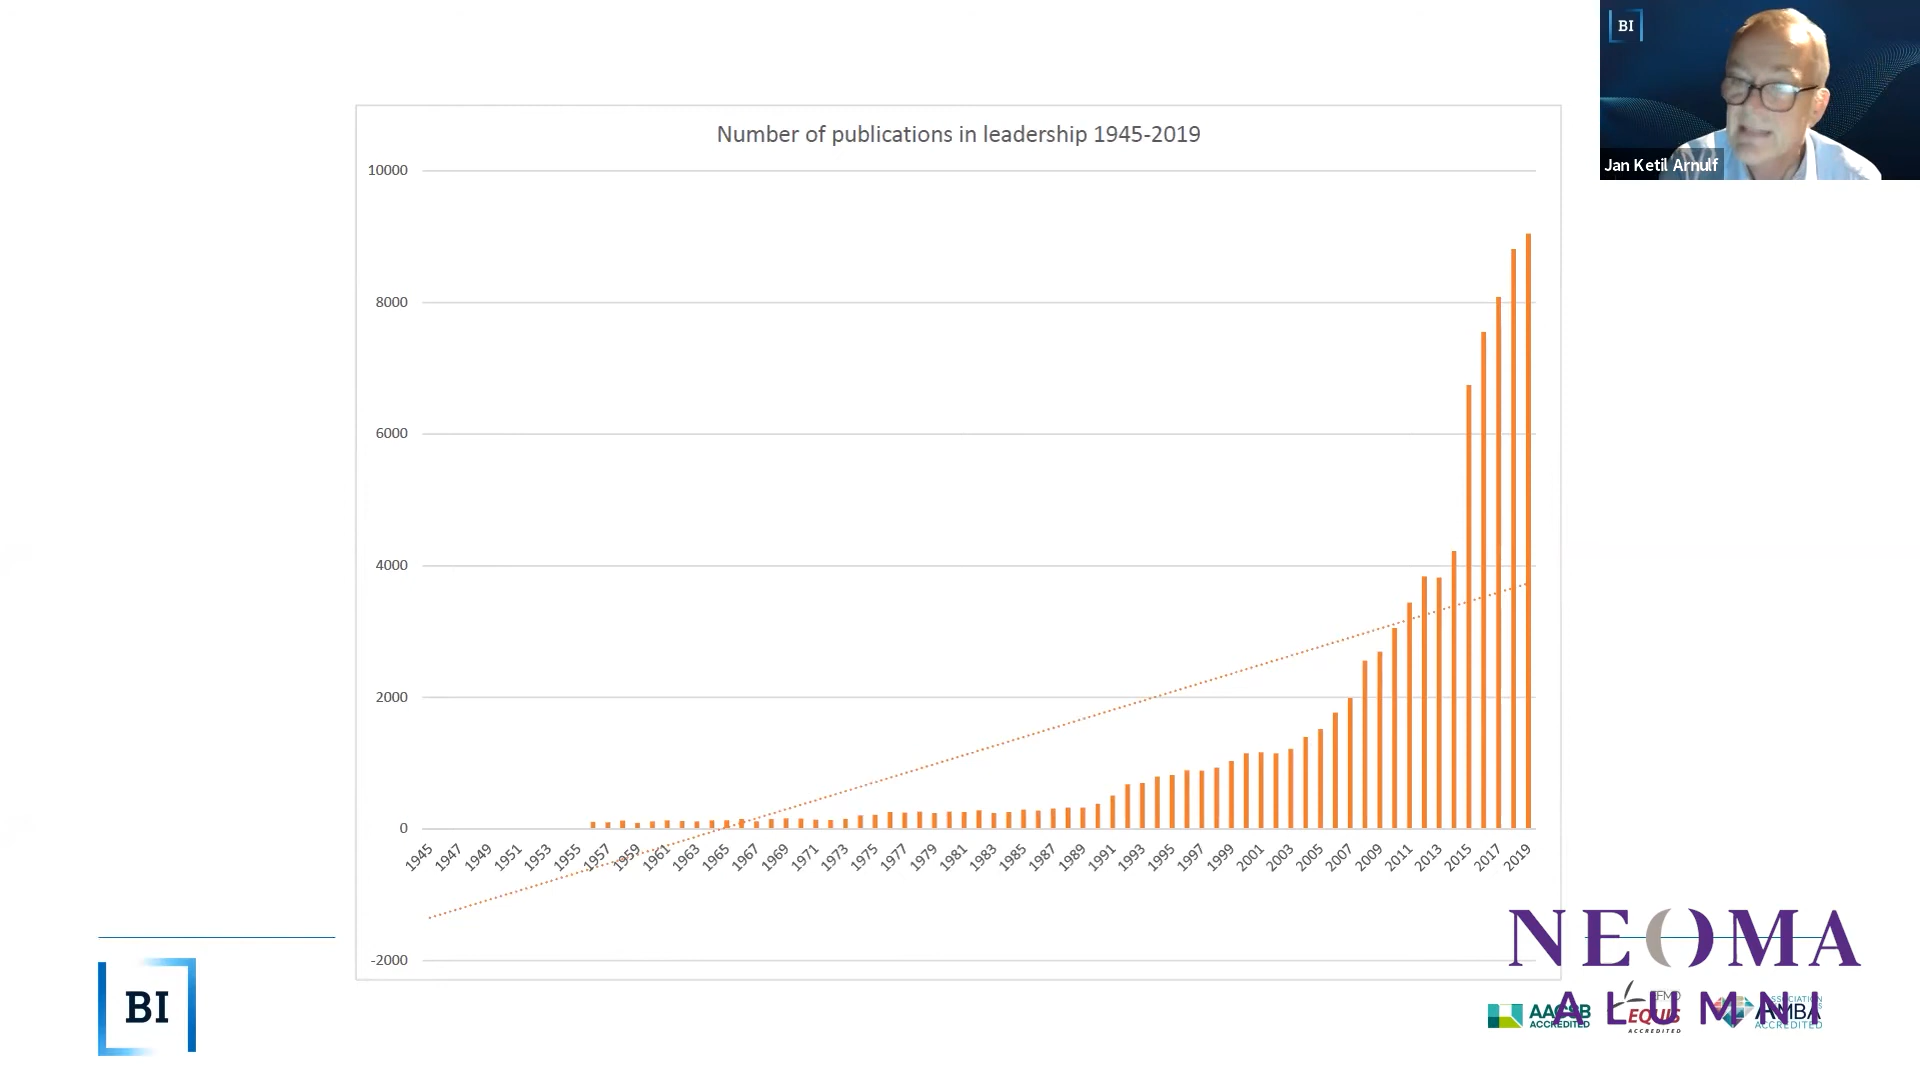 BI
Jan Ketil Arnulf
Number of publications in leadership 1945-2019
10000
8000
6000
4000
2000
0
-2000
1945 1947 1949 1951 1953 1955 1957 1959 1961 1963 1965 1967 1969 1971 1973 1975 1977 1979 1981 1983 1985 1987 1989 1991 1993 1995 1997 1999 2001 2003 2005 2007 2009 2011 2013 2015 2017 2019
BI
NEOMA
ALUMNI
AACSB
ACCREDITED
EFMD
EQUIS
ACCREDITED
ASSOCIATION
AMBA
ACCREDITED